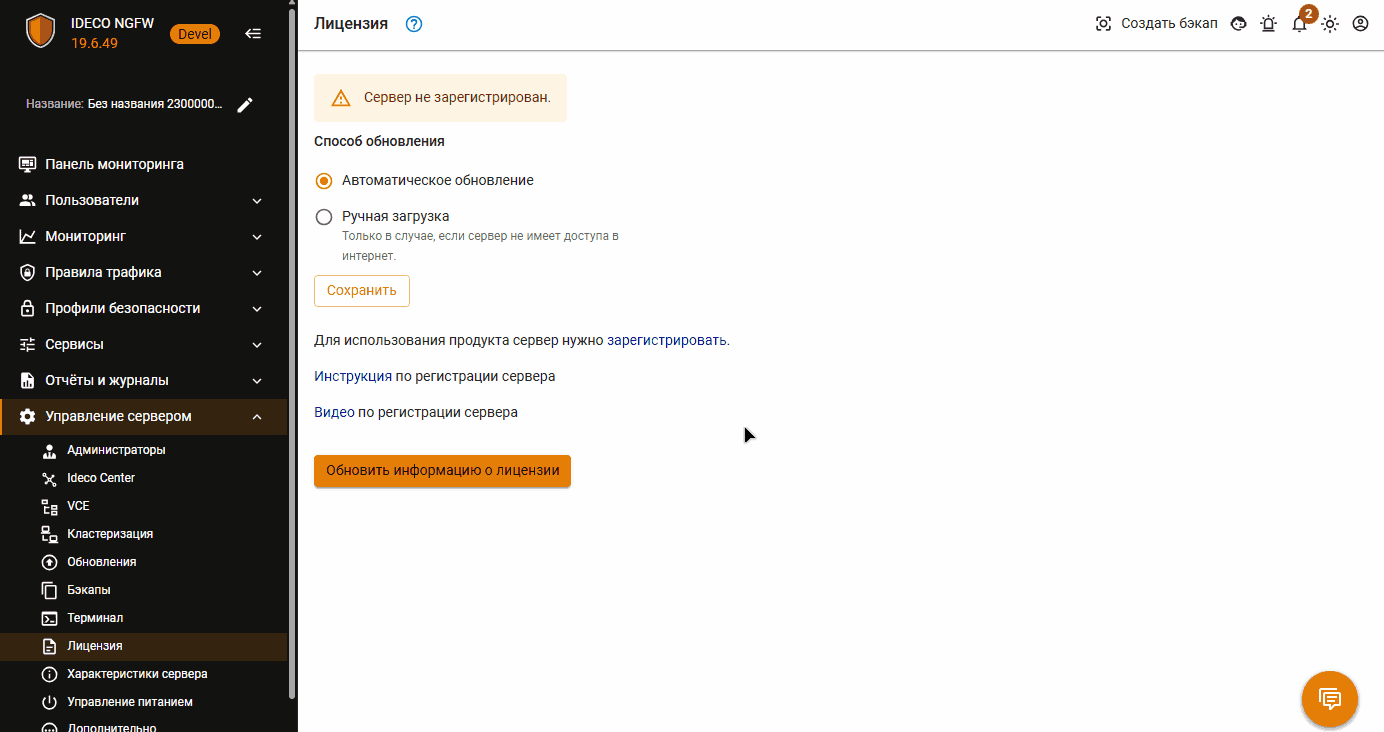 IDECO NGFW
19.6.49
Devel
Название: Без названия 2300000...
Панель мониторинга
Пользователи
Мониторинг
Правила трафика
Профили безопасности
Сервисы
Отчёты и журналы
Управление сервером
Администраторы
Ideco Center
VCE
Кластеризация
Обновления
Бэкапы
Терминал
Лицензия
Характеристики сервера
Управление питанием
Дополнительно
Лицензия
Создать бэкап
2
Сервер не зарегистрирован.
Способ обновления
Автоматическое обновление
Ручная загрузка
Только в случае, если сервер не имеет доступа в
интернет.
Сохранить
Для использования продукта сервер нужно зарегистрировать.
Инструкция по регистрации сервера
Видео по регистрации сервера
Обновить информацию о лицензии